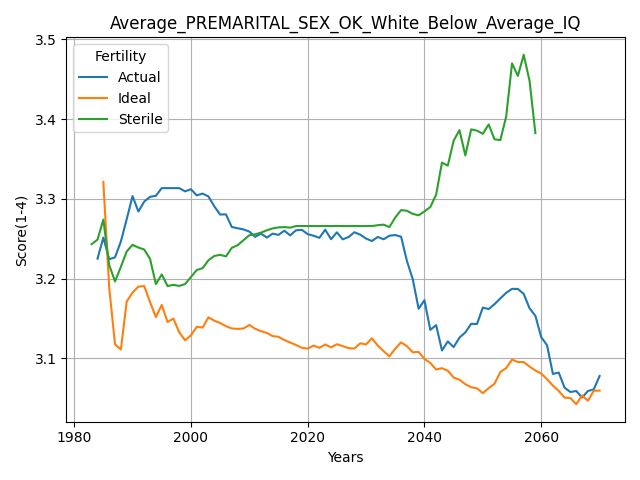 Average_PREMARITAL_SEX_OK_White_Below_Average_IQ
Fertility
Actual
Ideal
Sterile
Score(1-4)
3.5
3.4
3.3
3.2
3.1
1980
2000
2020
2040
2060
Years